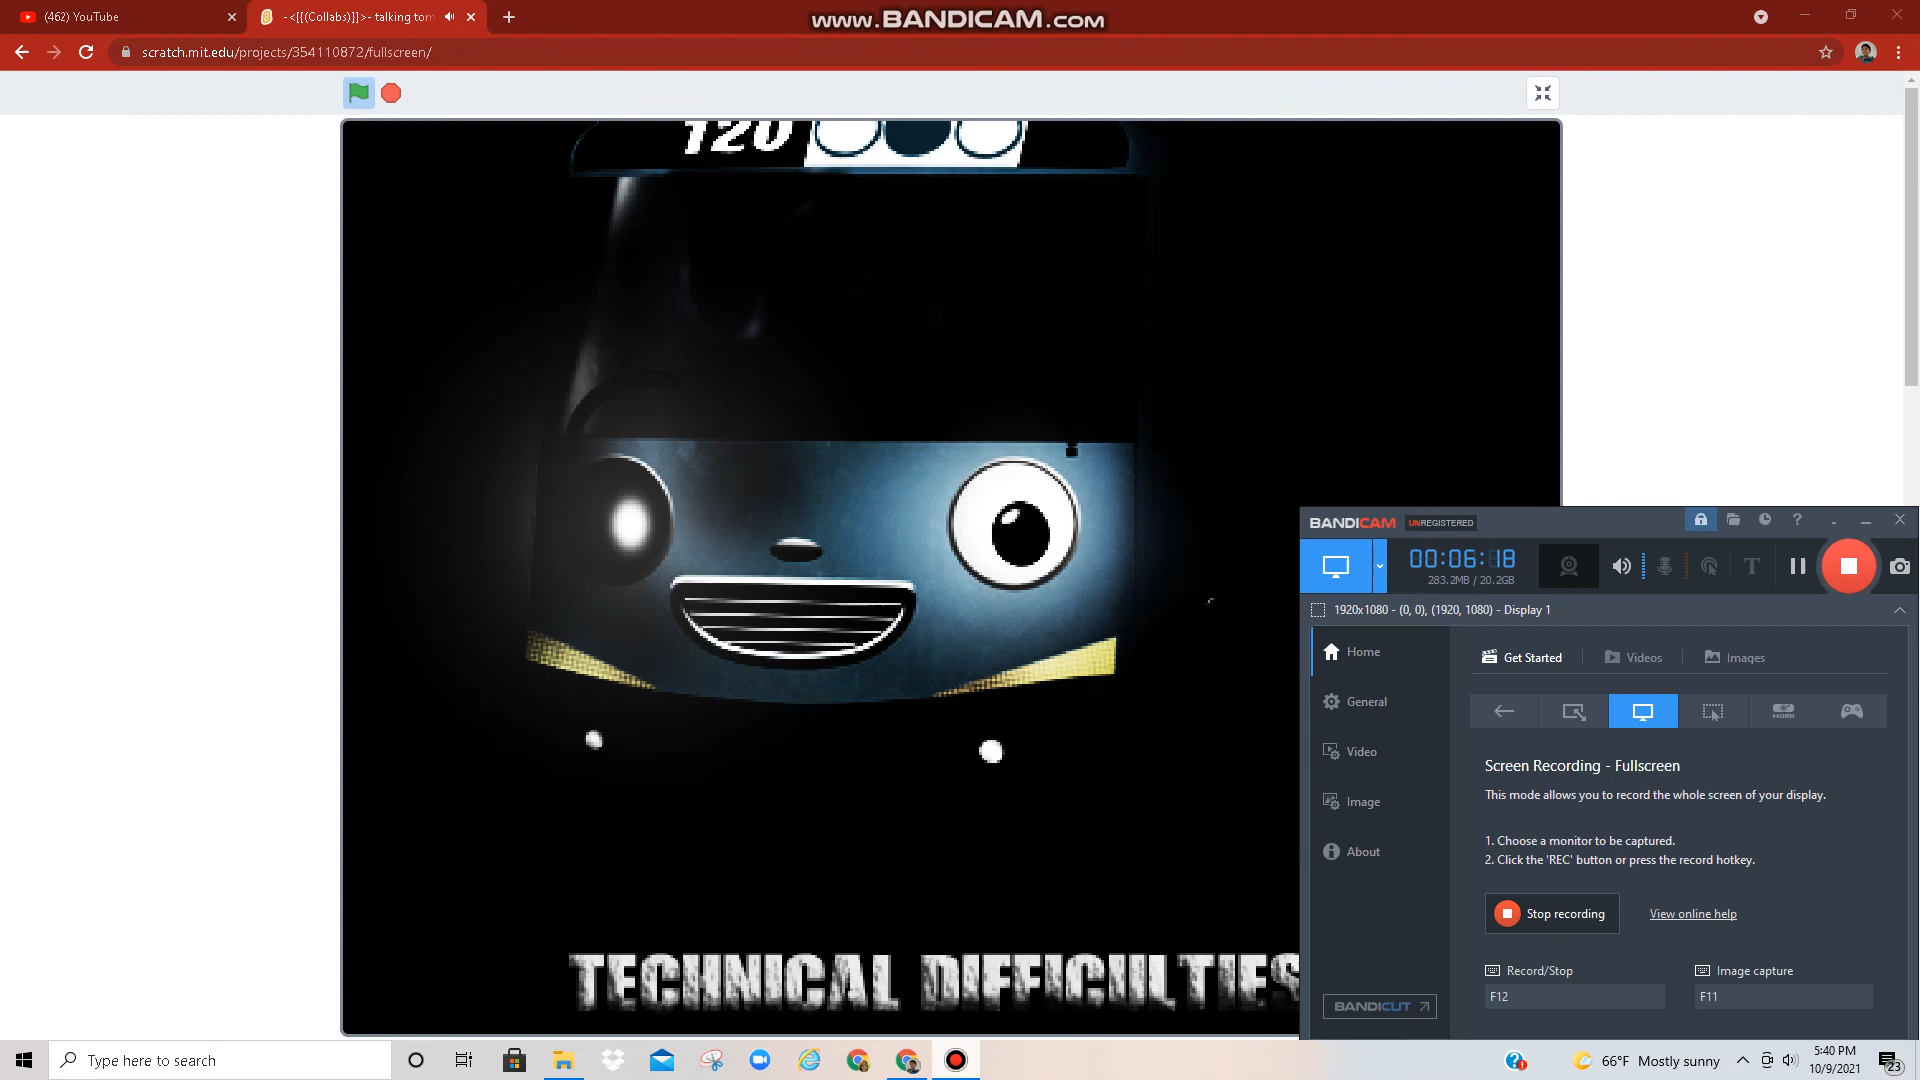 (462) YouTube
-<[{(Collabs)}]>- talking tom
www.BANDICAM.com
scratch.mit.edu/projects/354110872/fullscreen/
120
BANDICAM UNREGISTERED
00:06:18
283.2MB / 20.2GB
1920x1080 - (0, 0), (1920, 1080) - Display 1
Home
Get Started
Videos
Images
General
HDMI
Video
Screen Recording - Fullscreen
This mode allows you to record the whole screen of your display.
Image
1. Choose a monitor to be captured.
2. Click the 'REC' button or press the record hotkey.
About
Stop recording
View online help
TECHNICAL DIFFICULTIES
Record/Stop
Image capture
F12
F11
BANDICUT
Type here to search
66°F Mostly sunny
5:40 PM
10/9/2021
23